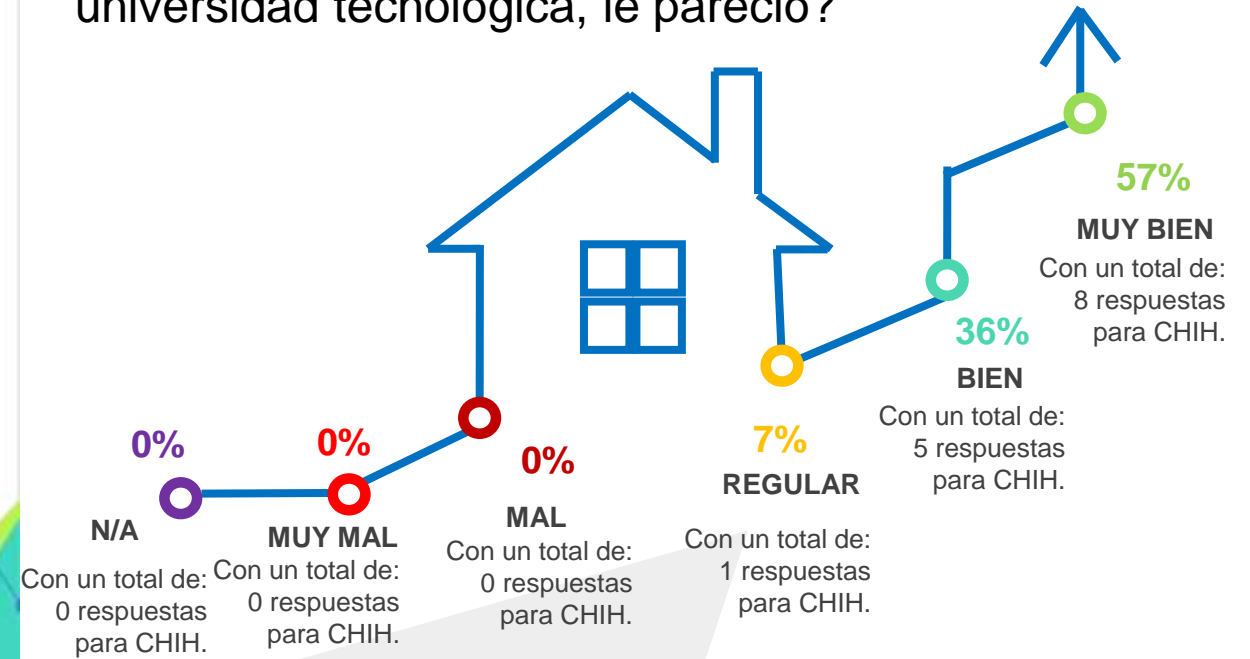 universidad tecnológica, le pareció?
0%
N/A
Con un total de:
0 respuestas
para CHIH.
0%
MUY MAL
Con un total de:
0 respuestas
para CHIH.
0%
MAL
Con un total de:
0 respuestas
para CHIH.
7%
REGULAR
Con un total de:
1 respuestas
para CHIH.
36%
BIEN
Con un total de:
5 respuestas
para CHIH.
57%
MUY BIEN
Con un total de:
8 respuestas
para CHIH.